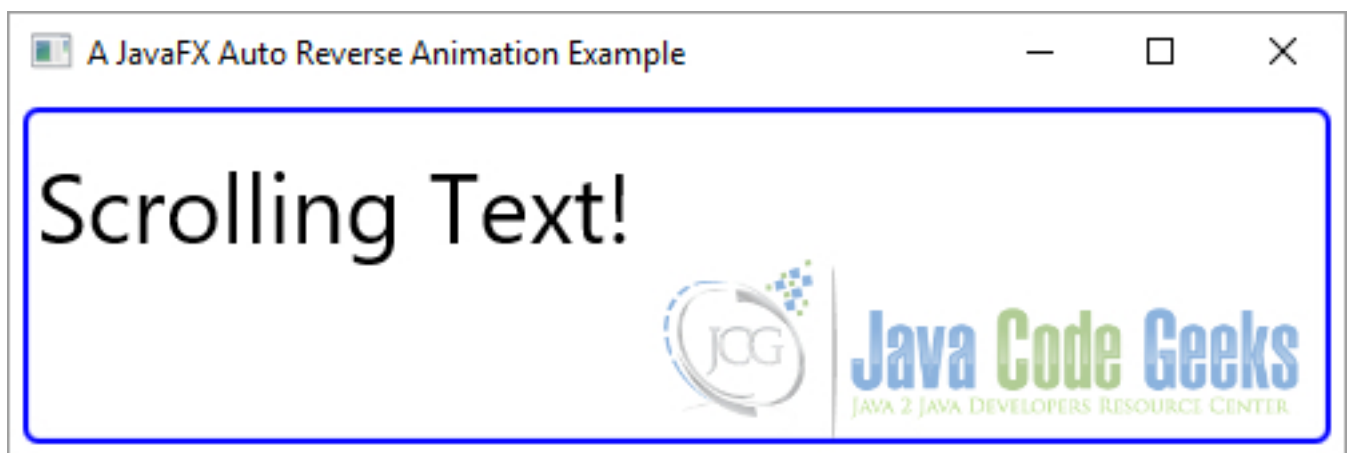 A JavaFX Auto Reverse Animation Example
Scrolling Text!
JCG
Java Code Geeks
JAVA 2 JAVA DEVELOPERS RESOURCE CENTER